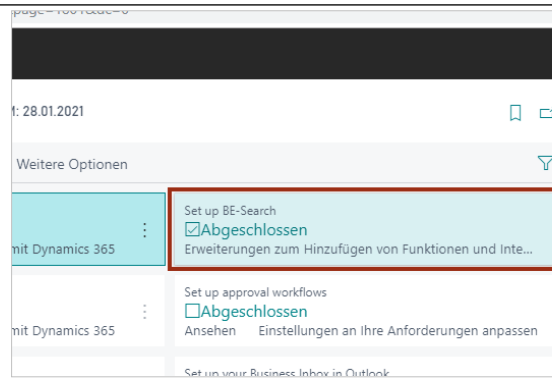 M: 28.01.2021
Weitere Optionen
mit Dynamics 365
Set up BE-Search
Abgeschlossen
Erweiterungen zum Hinzufügen von Funktionen und Inte...
mit Dynamics 365
Set up approval workflows
Abgeschlossen
Ansehen Einstellungen an Ihre Anforderungen anpassen
Set up your Business Inbox in Outlook